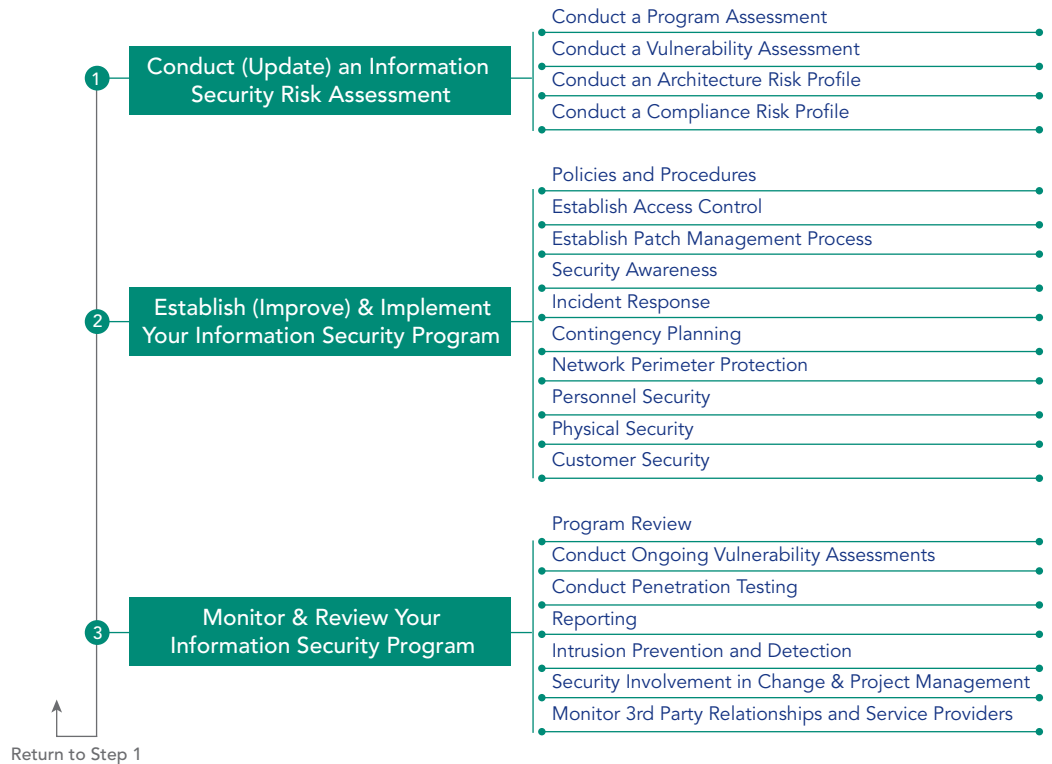 1
Conduct (Update) an Information
Security Risk Assessment
Conduct a Program Assessment
Conduct a Vulnerability Assessment
Conduct an Architecture Risk Profile
Conduct a Compliance Risk Profile
2
Establish (Improve) & Implement
Your Information Security Program
Policies and Procedures
Establish Access Control
Establish Patch Management Process
Security Awareness
Incident Response
Contingency Planning
Network Perimeter Protection
Personnel Security
Physical Security
Customer Security
3
Monitor & Review Your
Information Security Program
Program Review
Conduct Ongoing Vulnerability Assessments
Conduct Penetration Testing
Reporting
Intrusion Prevention and Detection
Security Involvement in Change & Project Management
Monitor 3rd Party Relationships and Service Providers
Return to Step 1